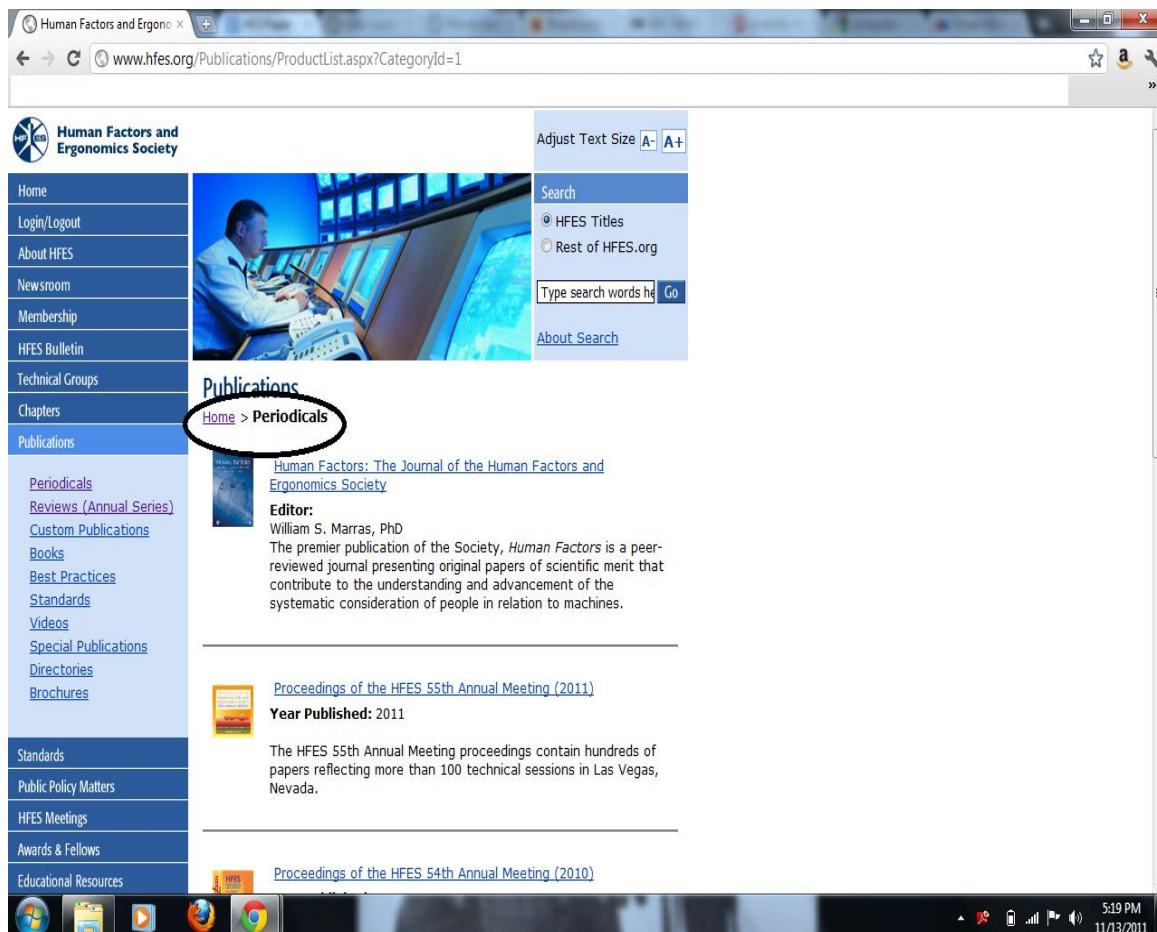 Human Factors and Ergono
www.hfes.org/Publications/ProductList.aspx?CategoryId=1
HFES
Human Factors and
Ergonomics Society
Adjust Text Size A- A+
Home
Login/Logout
About HFES
Newsroom
Membership
HFES Bulletin
Technical Groups
Chapters
Publications
Periodicals
Reviews (Annual Series)
Custom Publications
Books
Best Practices
Standards
Videos
Special Publications
Directories
Brochures
Standards
Public Policy Matters
HFES Meetings
Awards & Fellows
Educational Resources
Search
HFES Titles
Rest of HFES.org
Type search words he Go
About Search
Publications
Home > Periodicals
Human Factors: The Journal of the Human Factors and
Ergonomics Society
Editor:
William S. Marras, PhD
The premier publication of the Society, Human Factors is a peer-
reviewed journal presenting original papers of scientific merit that
contribute to the understanding and advancement of the
systematic consideration of people in relation to machines.
Proceedings of the HFES 55th Annual Meeting (2011)
Year Published: 2011
The HFES 55th Annual Meeting proceedings contain hundreds of
papers reflecting more than 100 technical sessions in Las Vegas,
Nevada.
Proceedings of the HFES 54th Annual Meeting (2010)
5:19 PM
11/13/2011